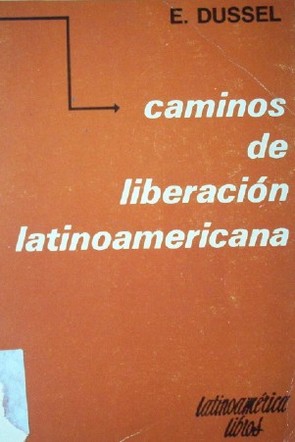 E. DUSSEL
caminos
de
liberación
latinoamericana
latinoamérica
libros